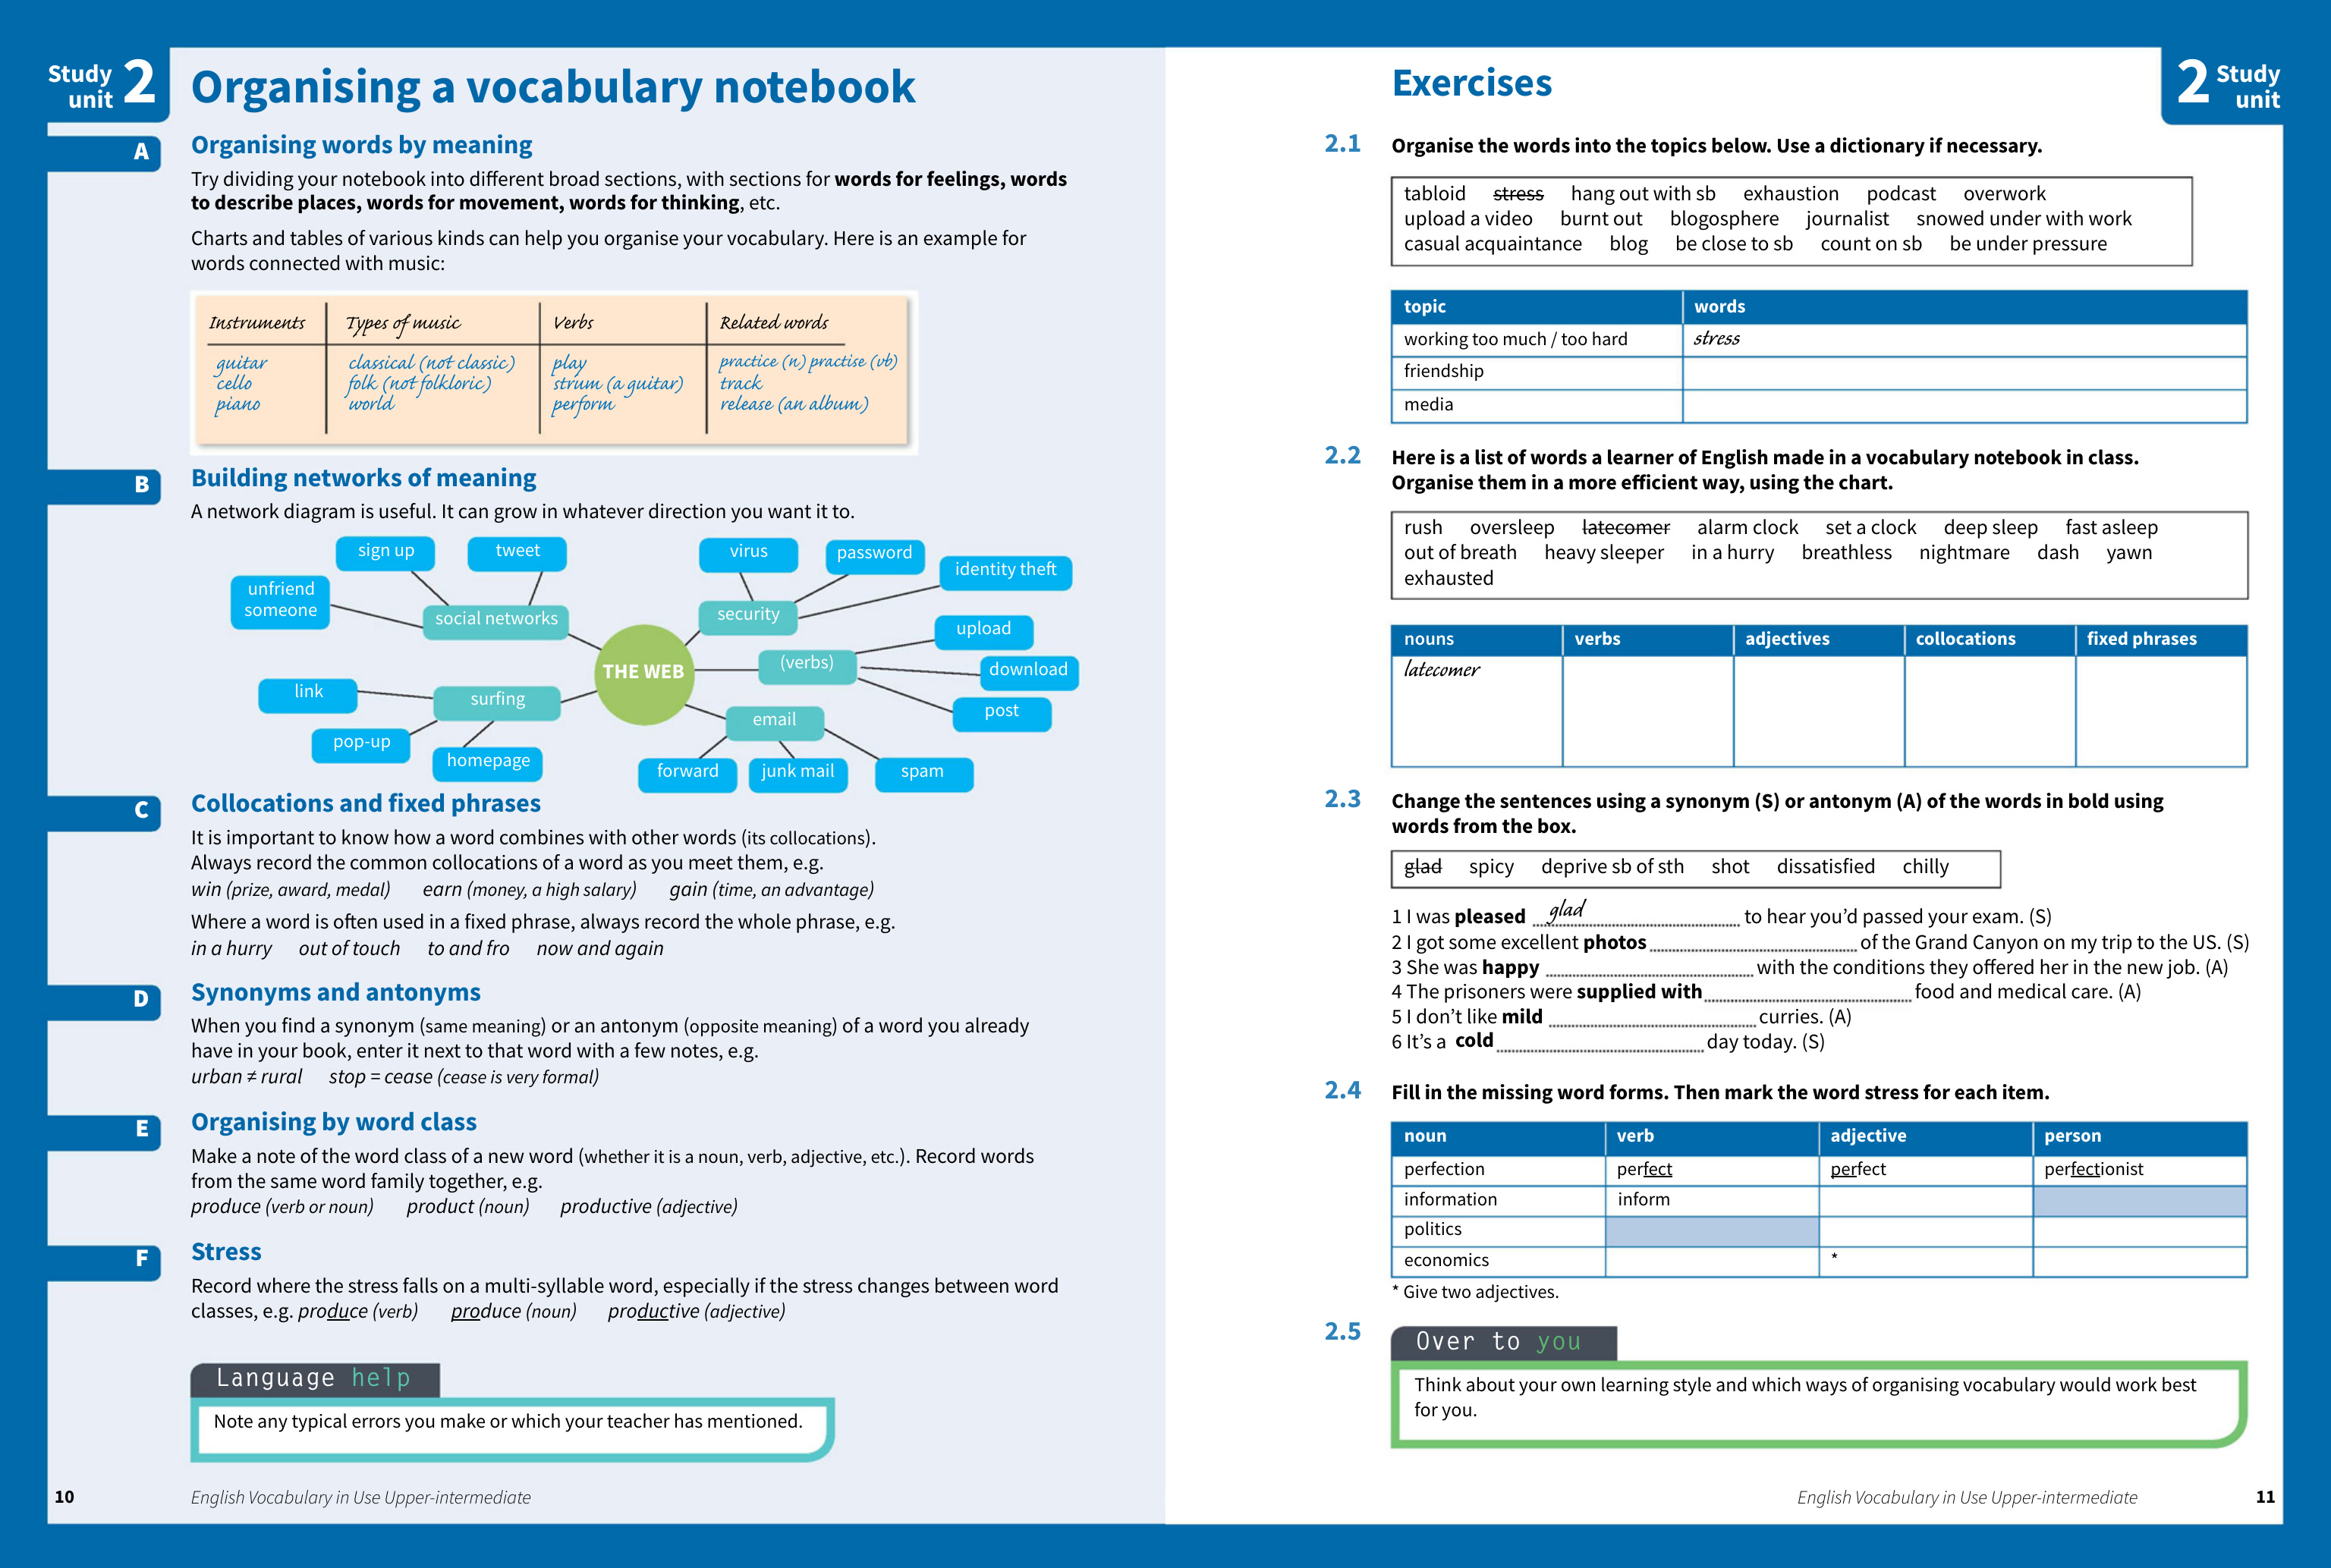 Study
unit 2
Organising a vocabulary notebook
A
Organising words by meaning
Try dividing your notebook into different broad sections, with sections for words for feelings, words
to describe places, words for movement, words for thinking, etc.
Charts and tables of various kinds can help you organise your vocabulary. Here is an example for
words connected with music:
Instruments Types of music Verbs Related words
guitar classical (not classic) play practice (n) practise (vb)
cello folk (not folkloric) strum (a guitar) track
piano world perform release (an album)
B
Building networks of meaning
A network diagram is useful. It can grow in whatever direction you want it to.
sign up tweet virus password
identity theft
unfriend
someone
social networks security
upload
THE WEB (verbs) download
link surfing post
email
pop-up
homepage forward junk mail spam
C
Collocations and fixed phrases
It is important to know how a word combines with other words (its collocations).
Always record the common collocations of a word as you meet them, e.g.
win (prize, award, medal) earn (money, a high salary) gain (time, an advantage)
Where a word is often used in a fixed phrase, always record the whole phrase, e.g.
in a hurry out of touch to and fro now and again
D
Synonyms and antonyms
When you find a synonym (same meaning) or an antonym (opposite meaning) of a word you already
have in your book, enter it next to that word with a few notes, e.g.
urban ≠ rural stop = cease (cease is very formal)
E
Organising by word class
Make a note of the word class of a new word (whether it is a noun, verb, adjective, etc.). Record words
from the same word family together, e.g.
produce (verb or noun) product (noun) productive (adjective)
F
Stress
Record where the stress falls on a multi-syllable word, especially if the stress changes between word
classes, e.g. produce (verb) produce (noun) productive (adjective)
Language help
Note any typical errors you make or which your teacher has mentioned.
10 English Vocabulary in Use Upper-intermediate
Exercises
2 Study
unit
2.1 Organise the words into the topics below. Use a dictionary if necessary.
tabloid stress hang out with sb exhaustion podcast overwork
upload a video burnt out blogosphere journalist snowed under with work
casual acquaintance blog be close to sb count on sb be under pressure
topic words
working too much / too hard stress
friendship
media
2.2 Here is a list of words a learner of English made in a vocabulary notebook in class.
Organise them in a more efficient way, using the chart.
rush oversleep latecomer alarm clock set a clock deep sleep fast asleep
out of breath heavy sleeper in a hurry breathless nightmare dash yawn
exhausted
nouns verbs adjectives collocations fixed phrases
latecomer
2.3 Change the sentences using a synonym (S) or antonym (A) of the words in bold using
words from the box.
glad spicy deprive sb of sth shot dissatisfied chilly
1 I was pleased glad to hear you'd passed your exam. (S)
2 I got some excellent photos of the Grand Canyon on my trip to the US. (S)
3 She was happy with the conditions they offered her in the new job. (A)
4 The prisoners were supplied with food and medical care. (A)
5 I don't like mild curries. (A)
6 It's a cold day today. (S)
2.4 Fill in the missing word forms. Then mark the word stress for each item.
noun verb adjective person
perfection perfect perfect perfectionist
information inform
politics
economics *
* Give two adjectives.
2.5 Over to you
Think about your own learning style and which ways of organising vocabulary would work best
for you.
English Vocabulary in Use Upper-intermediate 11